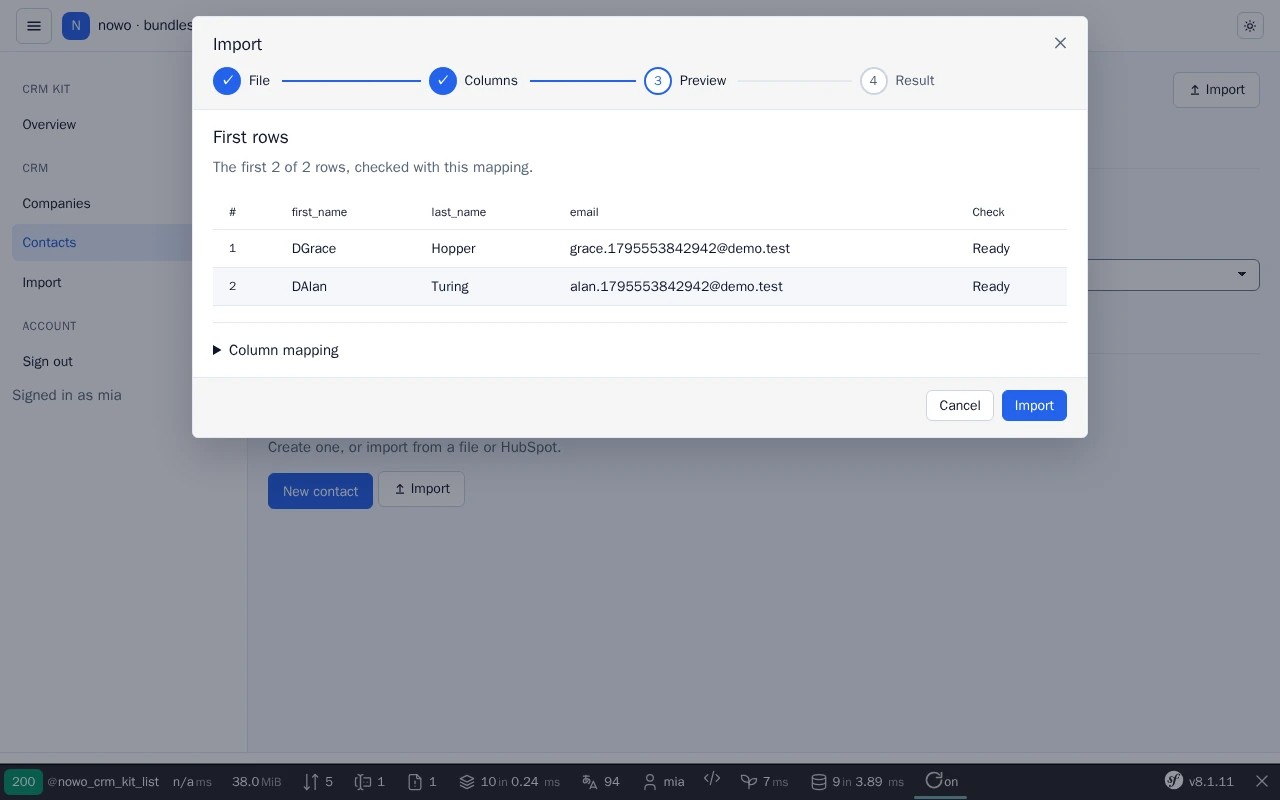 N nowo · bundles
Import
CRM KIT
Overview
CRM
Companies
Contacts
Import
ACCOUNT
Sign out
Signed in as mia
Import
✓ File ✓ Columns 3 Preview 4 Result
First rows
The first 2 of 2 rows, checked with this mapping.
# first_name last_name email Check
1 DGrace Hopper grace.1795553842942@demo.test Ready
2 DAlan Turing alan.1795553842942@demo.test Ready
Column mapping
Cancel Import
Create one, or import from a file or HubSpot.
New contact Import
200 @nowo_crm_kit_list n/a ms 38.0 MiB 5 1 1 10 in 0.24 ms 94 mia 7 ms 9 in 3.89 ms on sf v8.1.11